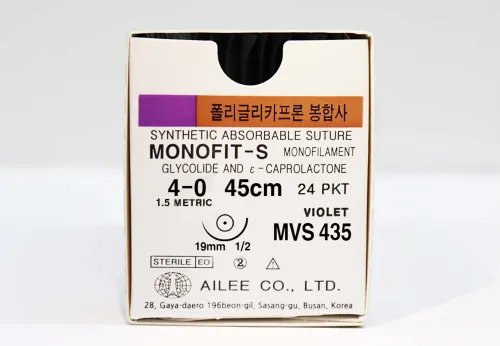 폴리글리카프론 봉합사
SYNTHETIC ABSORBABLE SUTURE
MONOFIT-S MONOFILAMENT
GLYCOLIDE AND ε-CAPROLACTONE
4-0 45cm 24 PKT
1.5 METRIC
VIOLET
19mm 1/2 MVS 435
STERILE EO 2
AILEE CO., LTD.
28, Gaya-daero 196beon-gil, Sasang-gu, Busan, Korea